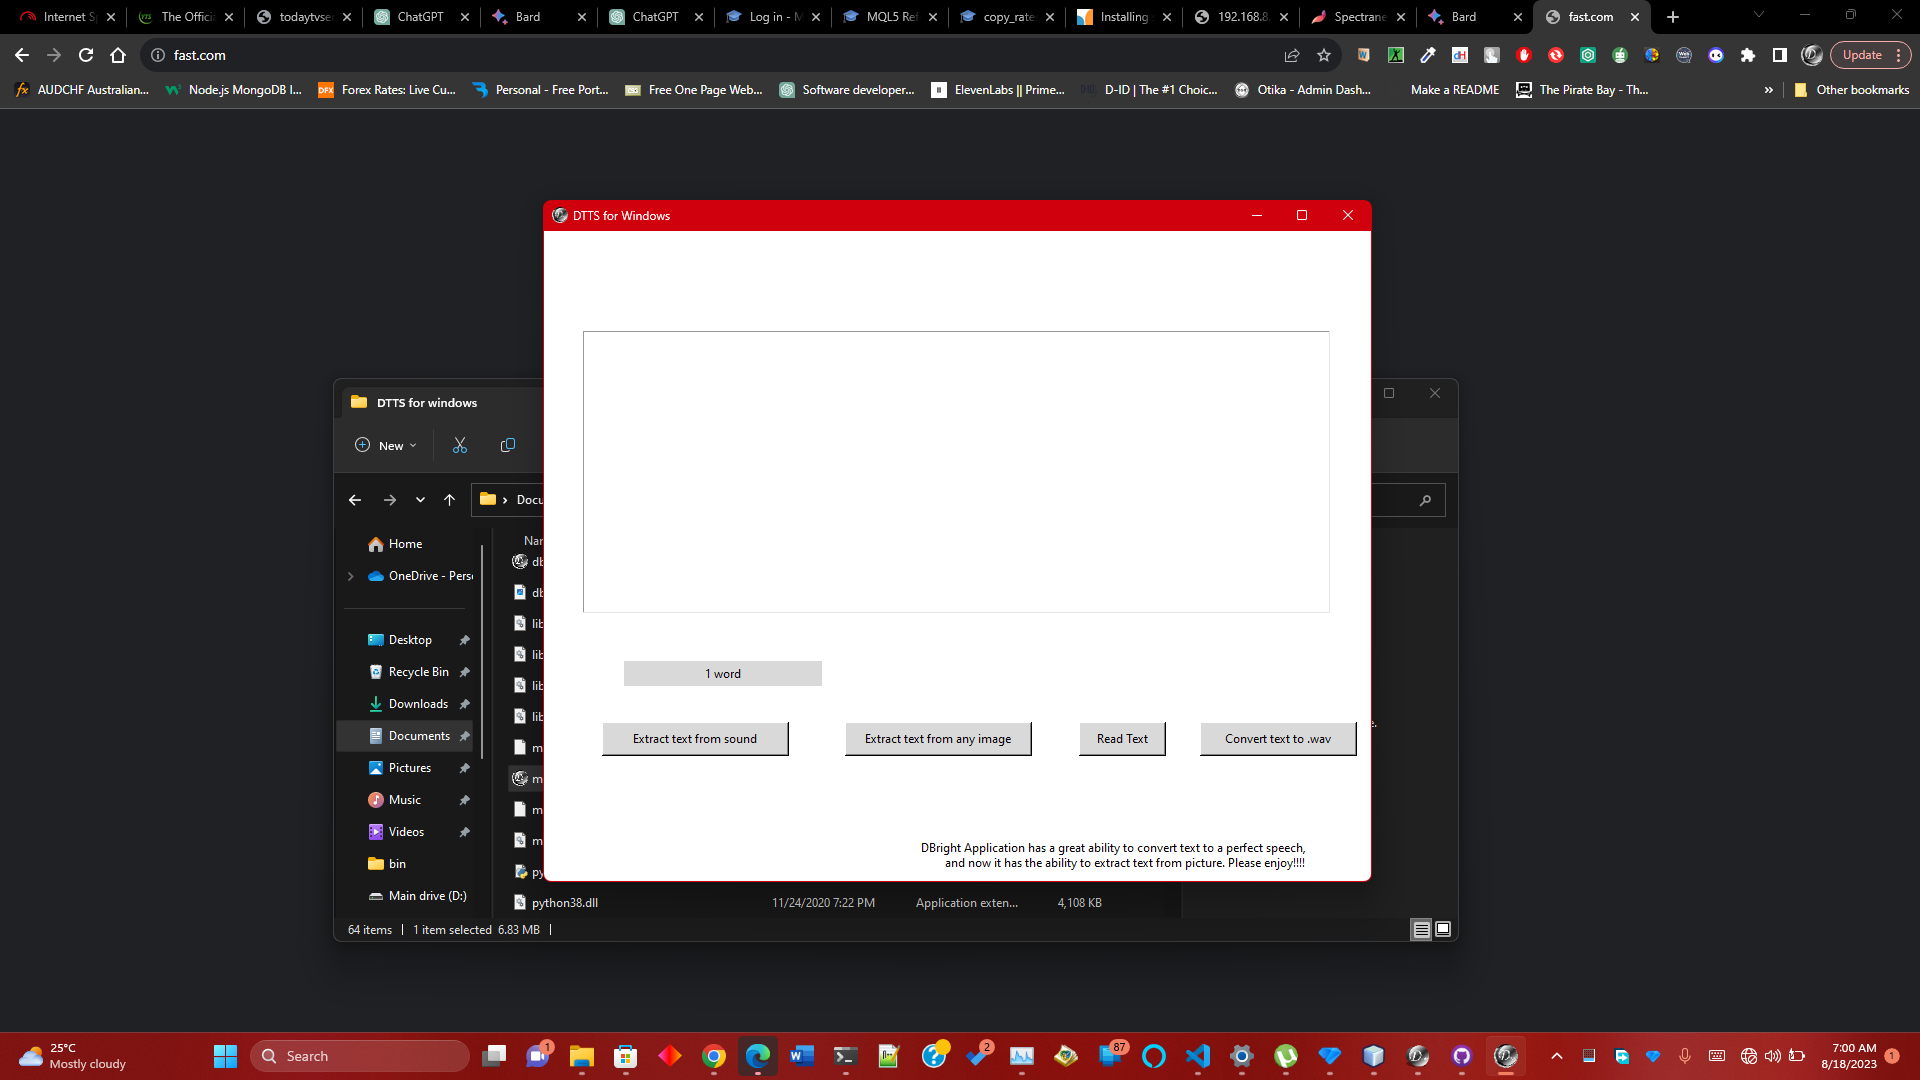 Internet S
The Officia
todaytvser
ChatGPT
Bard
ChatGPT
Log in - M
MQL5 Ref
copy_rate
Installing
192.168.8.
Spectrane
Bard
fast.com
fast.com
Update
AUDCHF Australian...
Node.js MongoDB I...
Forex Rates: Live Cu...
Personal - Free Port...
Free One Page Web...
Software developer...
ElevenLabs || Prime...
D-ID | The #1 Choic...
Otika - Admin Dash...
Make a README
The Pirate Bay - Th...
Other bookmarks
DTTS for Windows
DTTS for windows
New
Docu
Home
OneDrive - Pers
Desktop
Recycle Bin
Downloads
Documents
Pictures
Music
Videos
bin
Main drive (D:)
Nar
db
db
lib
lib
lib
lib
m
m
m
m
py
python38.dll 11/24/2020 7:22 PM Application exten... 4,108 KB
64 items 1 item selected 6.83 MB
1 word
Extract text from sound
Extract text from any image
Read Text
Convert text to .wav
e.
DBright Application has a great ability to convert text to a perfect speech,
and now it has the ability to extract text from picture. Please enjoy!!!!
25°C
Mostly cloudy
Search
1
2
87
7:00 AM
8/18/2023
1